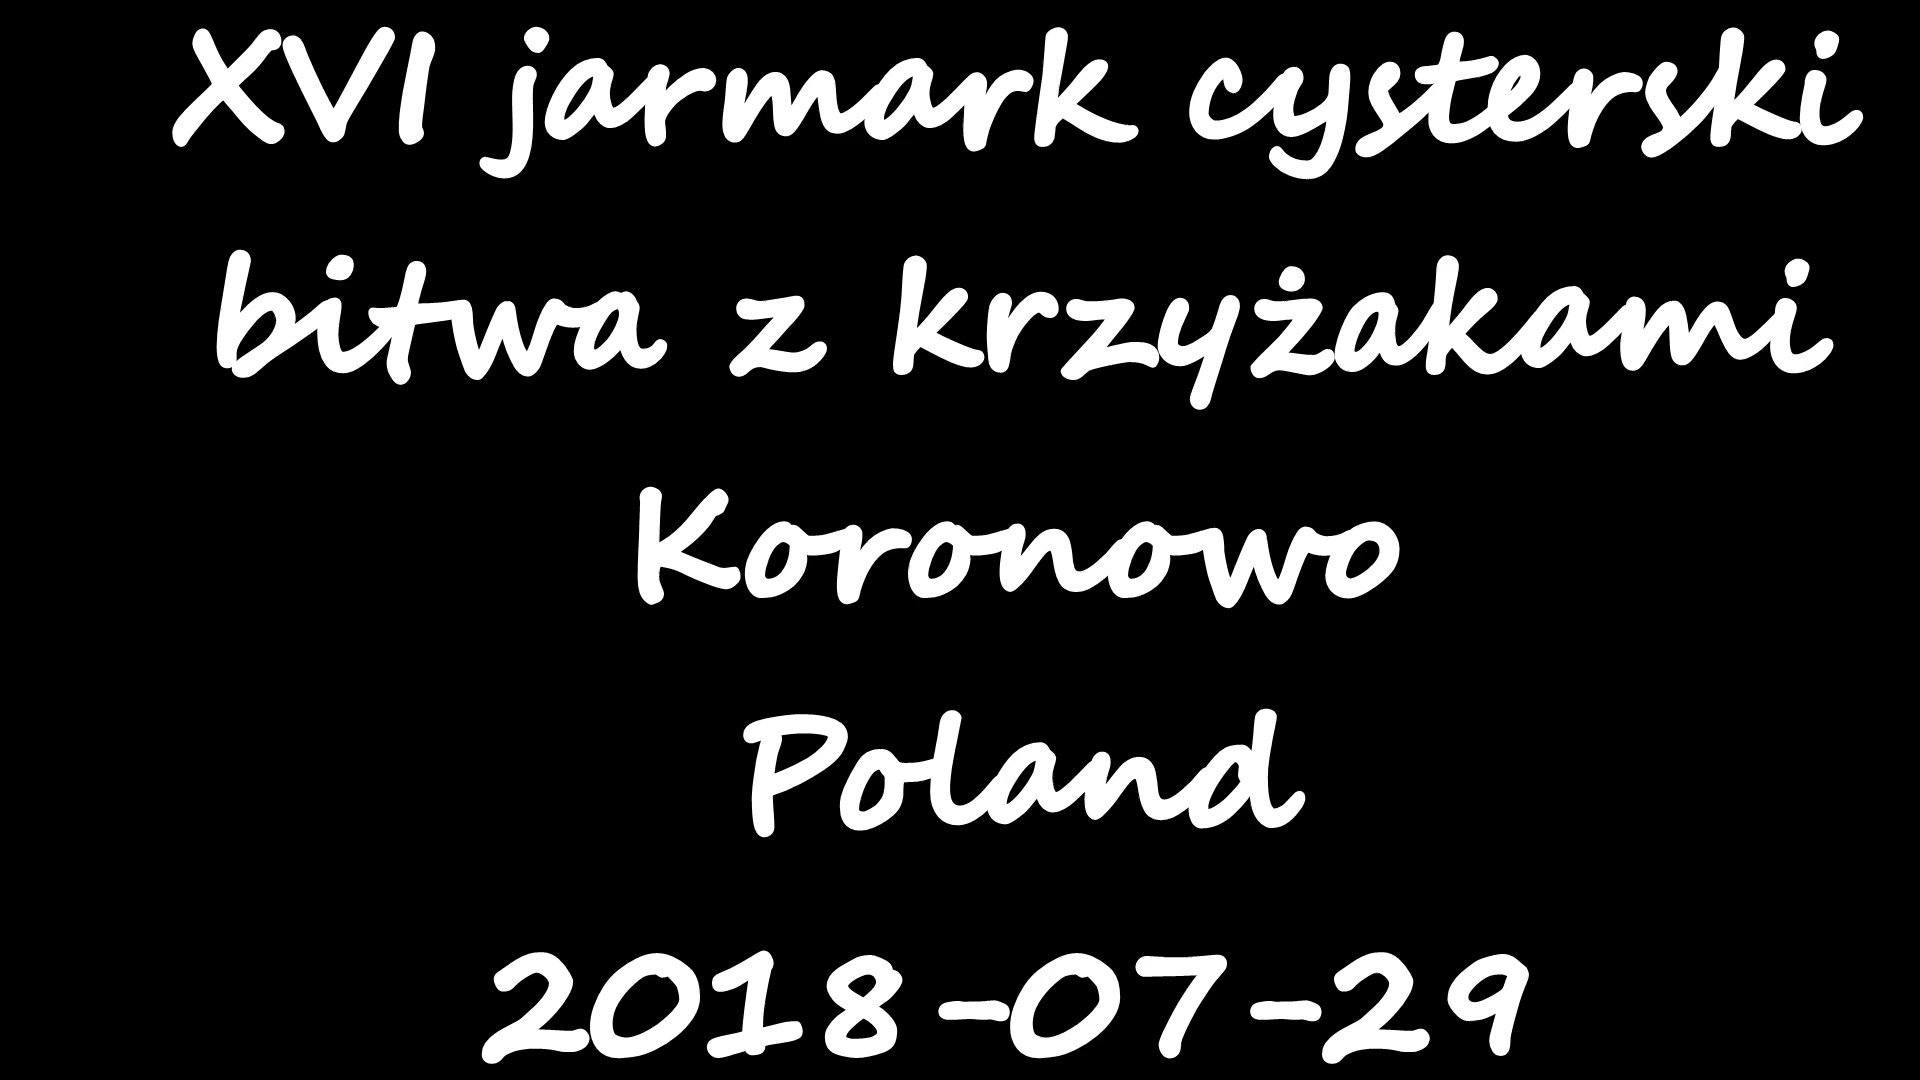 XVI jarmark cysterski
bitwa z krzyżakami
Koronowo
Poland
2018-07-29